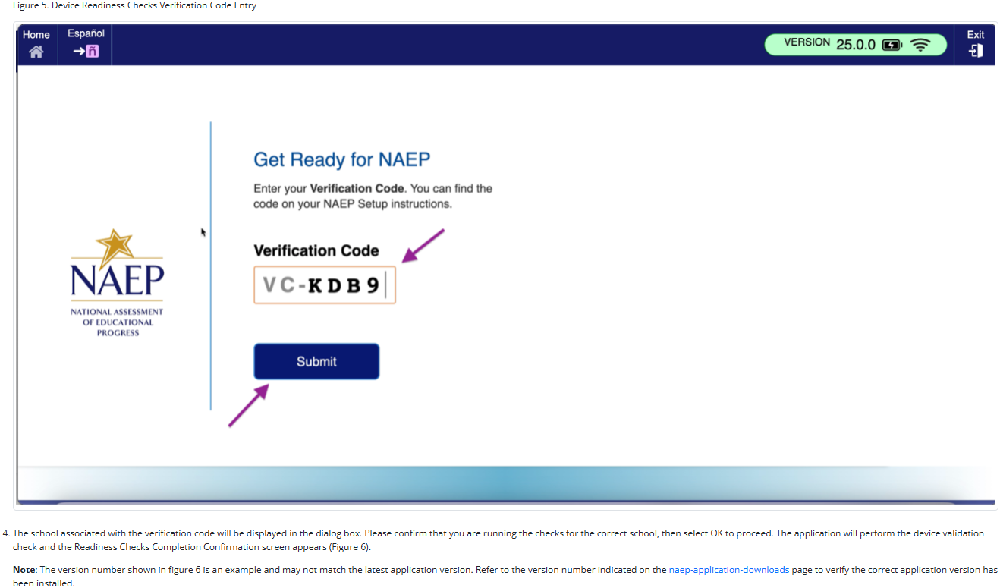 Figure 5. Device Readiness Checks Verification Code Entry
Home
Español
ñ
VERSION 25.0.0
Exit
Get Ready for NAEP
Enter your Verification Code. You can find the
code on your NAEP Setup instructions.
Verification Code
VC-KDB9
Submit
NAEP
NATIONAL ASSESSMENT
OF EDUCATIONAL
PROGRESS
4. The school associated with the verification code will be displayed in the dialog box. Please confirm that you are running the checks for the correct school, then select OK to proceed. The application will perform the device validation
check and the Readiness Checks Completion Confirmation screen appears (Figure 6).
Note: The version number shown in figure 6 is an example and may not match the latest application version. Refer to the version number indicated on the naep-application-downloads page to verify the correct application version has
been installed.